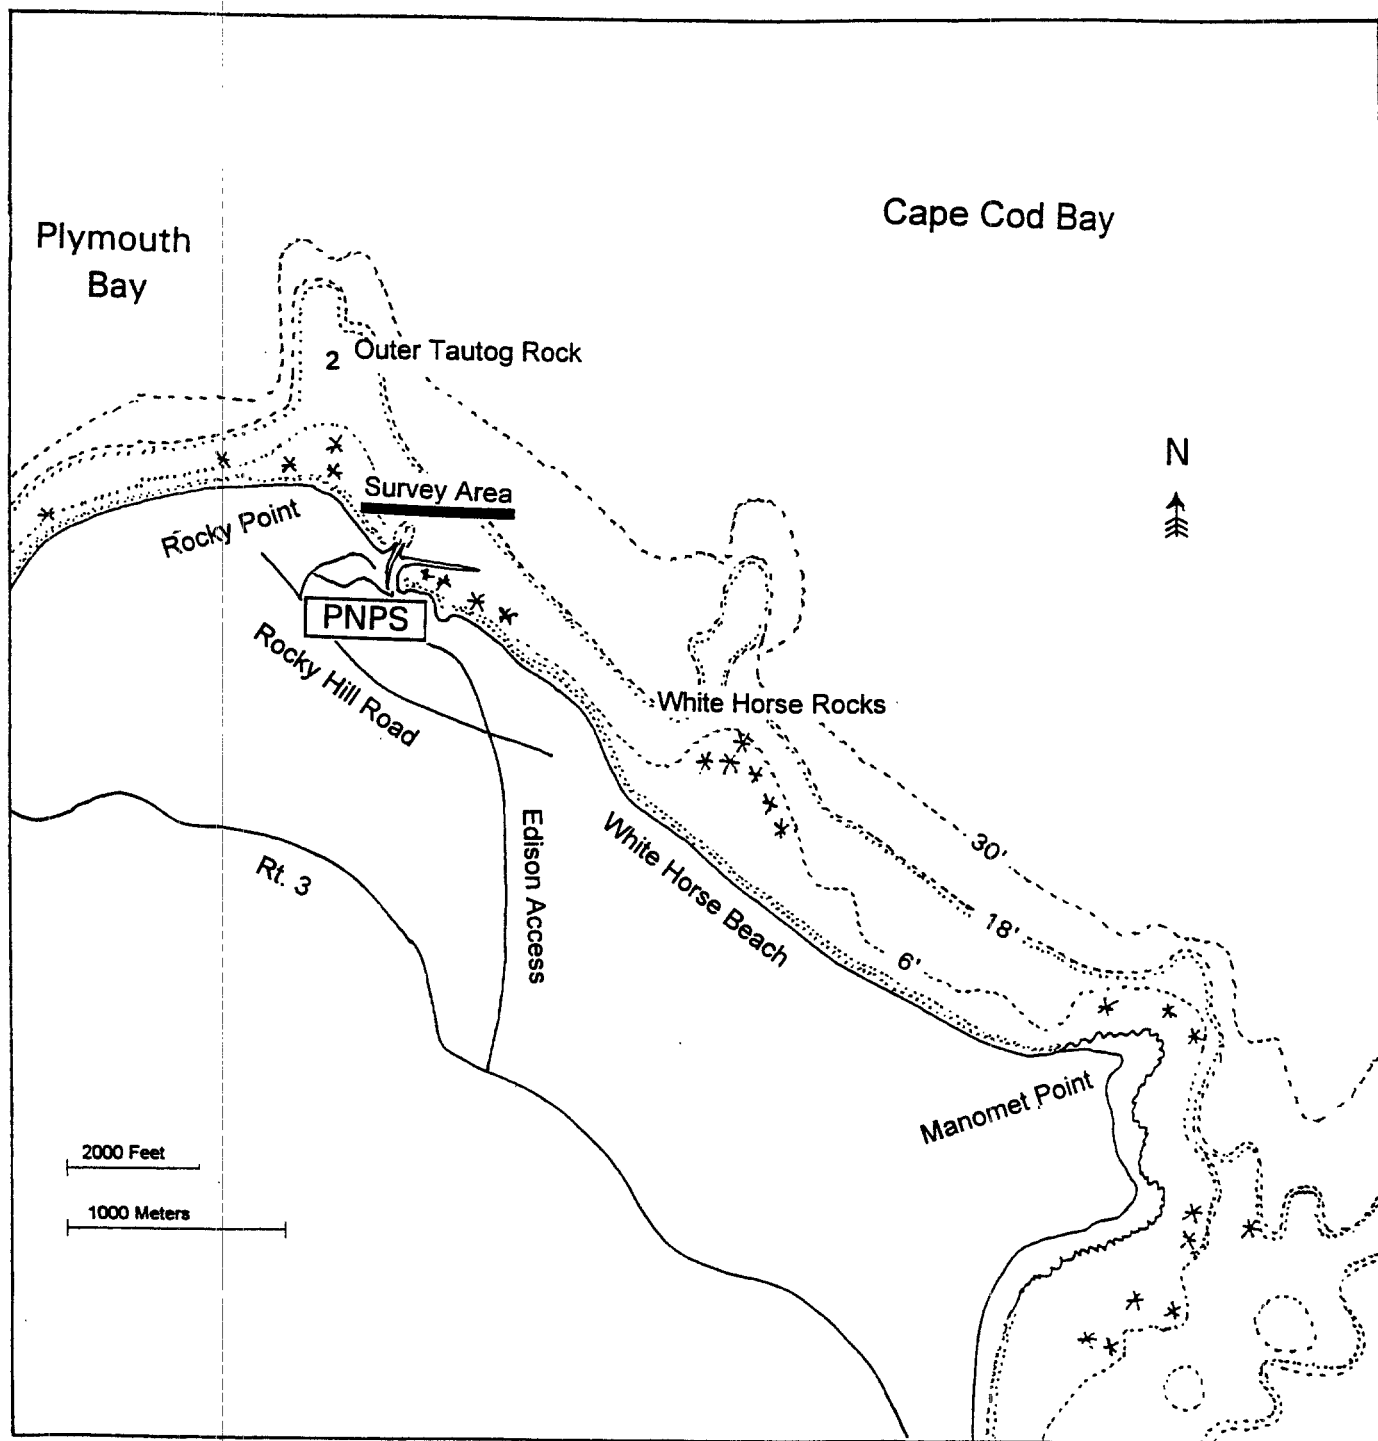 Cape Cod Bay
Plymouth
Bay
2 Outer Tautog Rock
N
Survey Area
Rocky Point
PNPS
Rocky Hill Road
White Horse Rocks
Edison Access
White Horse Beach
30'
18'
6'
Rt. 3
Manomet Point
2000 Feet
1000 Meters